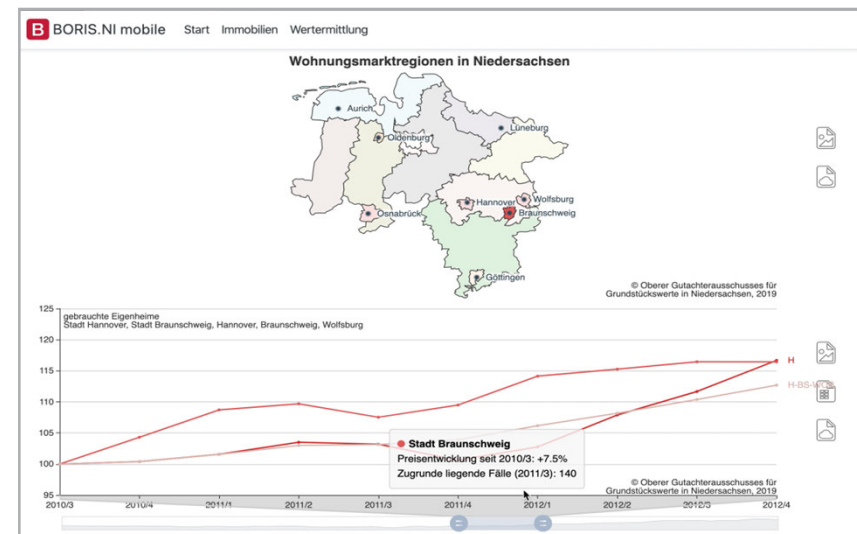 B BORIS.NI mobile Start Immobilien Wertermittlung
Wohnungsmarktregionen in Niedersachsen
Aurich
Lüneburg
Oldenburg
Hannover
Wolfsburg
Osnabrück
Braunschweig
Göttingen
© Oberer Gutachterausschusses für
Grundstückswerte in Niedersachsen, 2019
125
gebrauchte Eigenheime
Stadt Hannover, Stadt Braunschweig, Hannover, Braunschweig, Wolfsburg
120
115
110
105
100
95
H
Stadt Braunschweig
Preisentwicklung seit 2010/3: +7.5%
Zugrunde liegende Fälle (2011/3): 140
© Oberer Gutachterausschusses für
Grundstückswerte in Niedersachsen, 2019
2010/3 2010/4 2011/1 2011/2 2011/3 2011/4 2012/1 2012/2 2012/3 2012/4